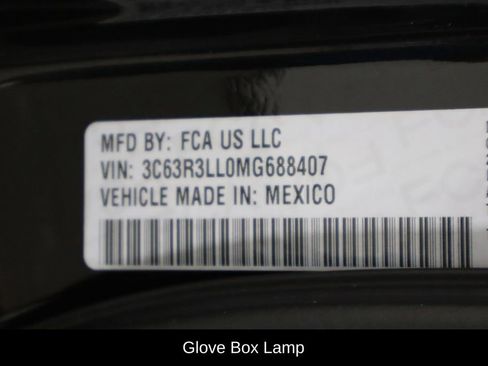 MFD BY: FCA US LLC
VIN: 3C63R3LL0MG688407
VEHICLE MADE IN: MEXICO
Glove Box Lamp